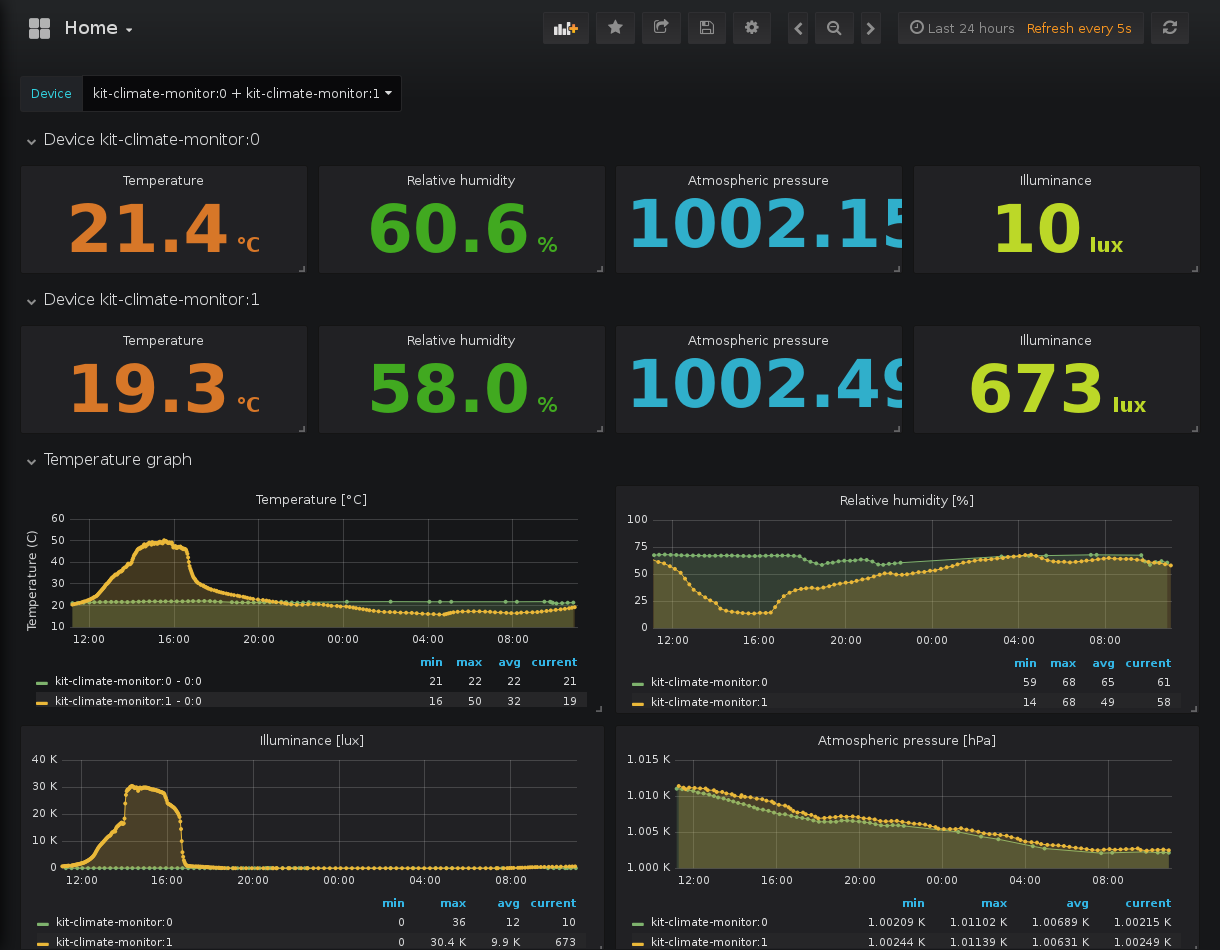 Home
Last 24 hours Refresh every 5s
Device kit-climate-monitor:0 + kit-climate-monitor:1
Device kit-climate-monitor:0
Temperature Relative humidity Atmospheric pressure Illuminance
21.4 °C 60.6 % 1002.15 10 lux
Device kit-climate-monitor:1
Temperature Relative humidity Atmospheric pressure Illuminance
19.3 °C 58.0 % 1002.49 673 lux
Temperature graph
Temperature [°C]
Temperature (C)
60
50
40
30
20
10
12:00 16:00 20:00 00:00 04:00 08:00
min max avg current
kit-climate-monitor:0 - 0:0 21 22 22 21
kit-climate-monitor:1 - 0:0 16 50 32 19
Relative humidity [%]
100
75
50
25
0
12:00 16:00 20:00 00:00 04:00 08:00
min max avg current
kit-climate-monitor:0 59 68 65 61
kit-climate-monitor:1 14 68 49 58
Illuminance [lux]
40 K
30 K
20 K
10 K
0
12:00 16:00 20:00 00:00 04:00 08:00
min max avg current
kit-climate-monitor:0 0 36 12 10
kit-climate-monitor:1 0 30.4 K 9.9 K 673
Atmospheric pressure [hPa]
1.015 K
1.010 K
1.005 K
1.000 K
12:00 16:00 20:00 00:00 04:00 08:00
min max avg current
kit-climate-monitor:0 1.00209 K 1.01102 K 1.00689 K 1.00215 K
kit-climate-monitor:1 1.00244 K 1.01139 K 1.00631 K 1.00249 K